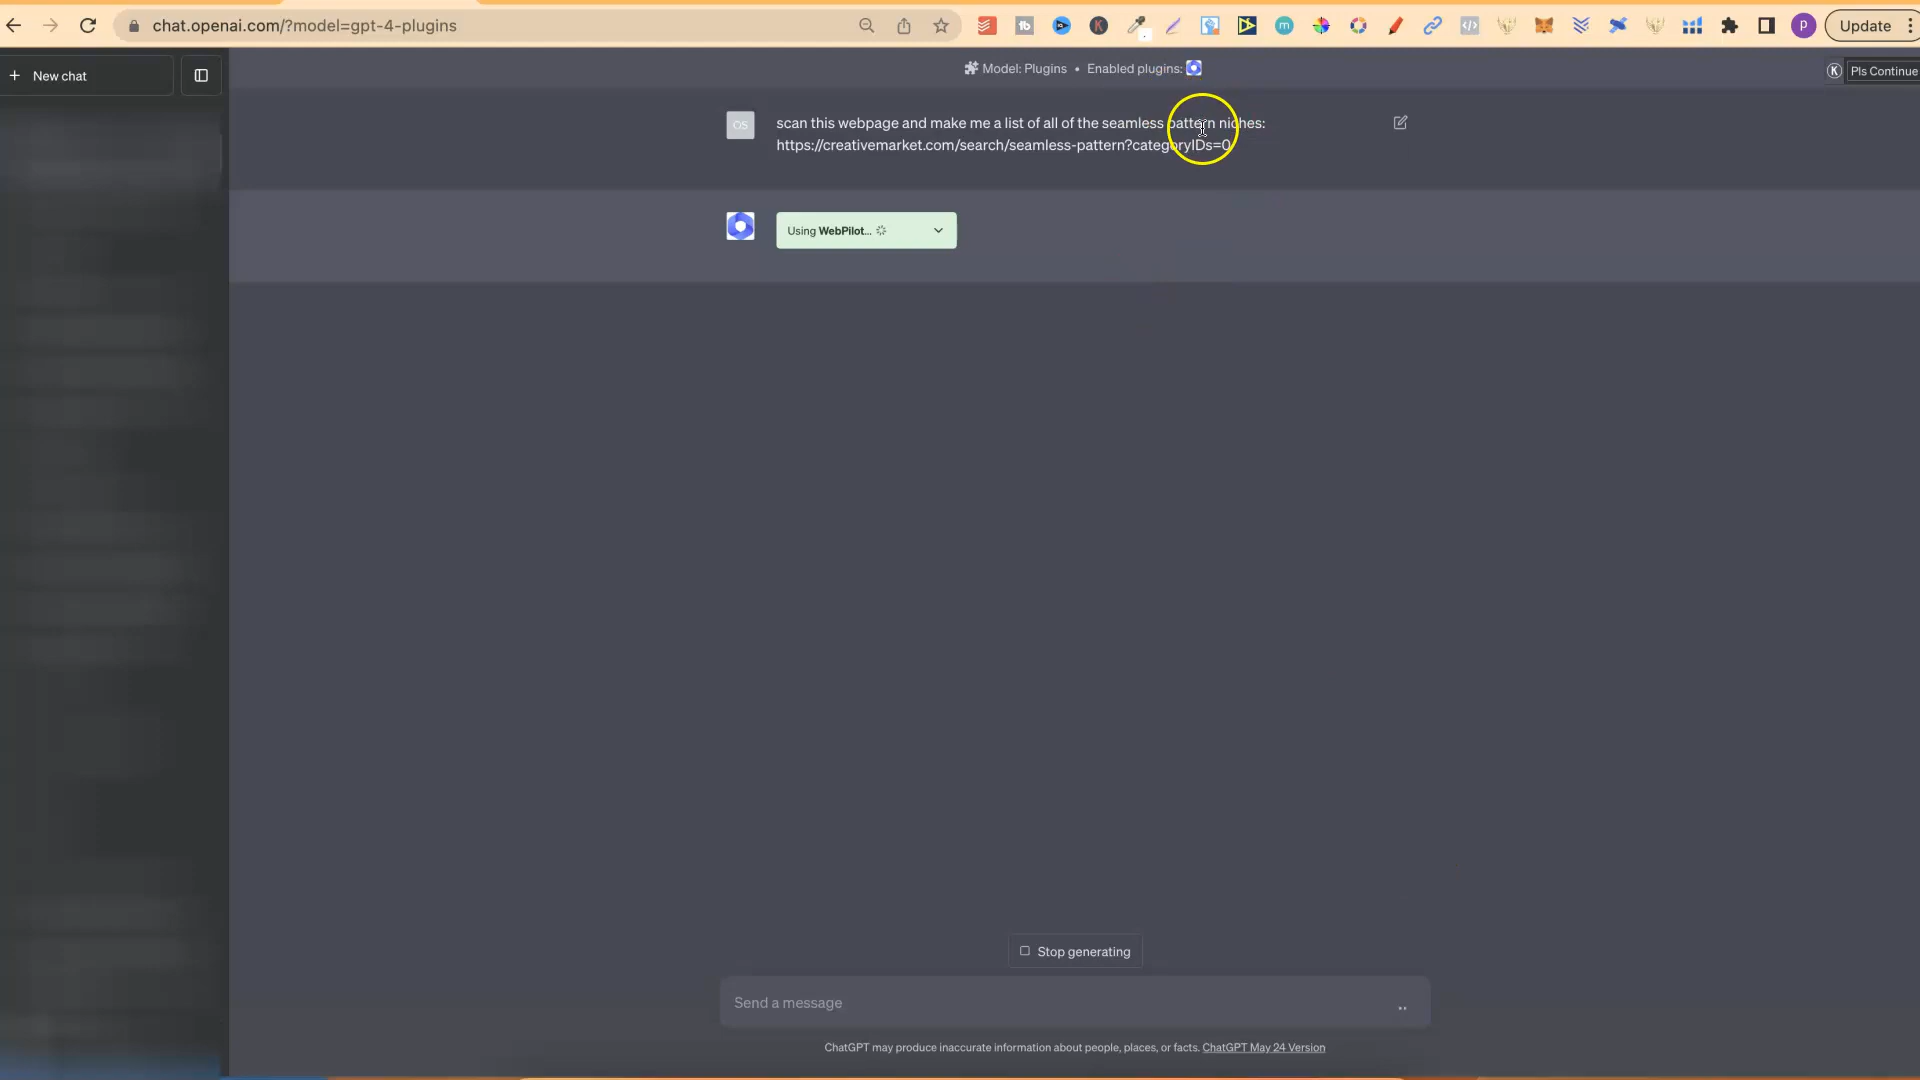 chat.openai.com/?model=gpt-4-plugins
Update
New chat
Model: Plugins • Enabled plugins:
K Pls Continue
OS
scan this webpage and make me a list of all of the seamless pattern niches:
https://creativemarket.com/search/seamless-pattern?categoryIDs=0
Using WebPilot...
Stop generating
Send a message
ChatGPT may produce inaccurate information about people, places, or facts. ChatGPT May 24 Version